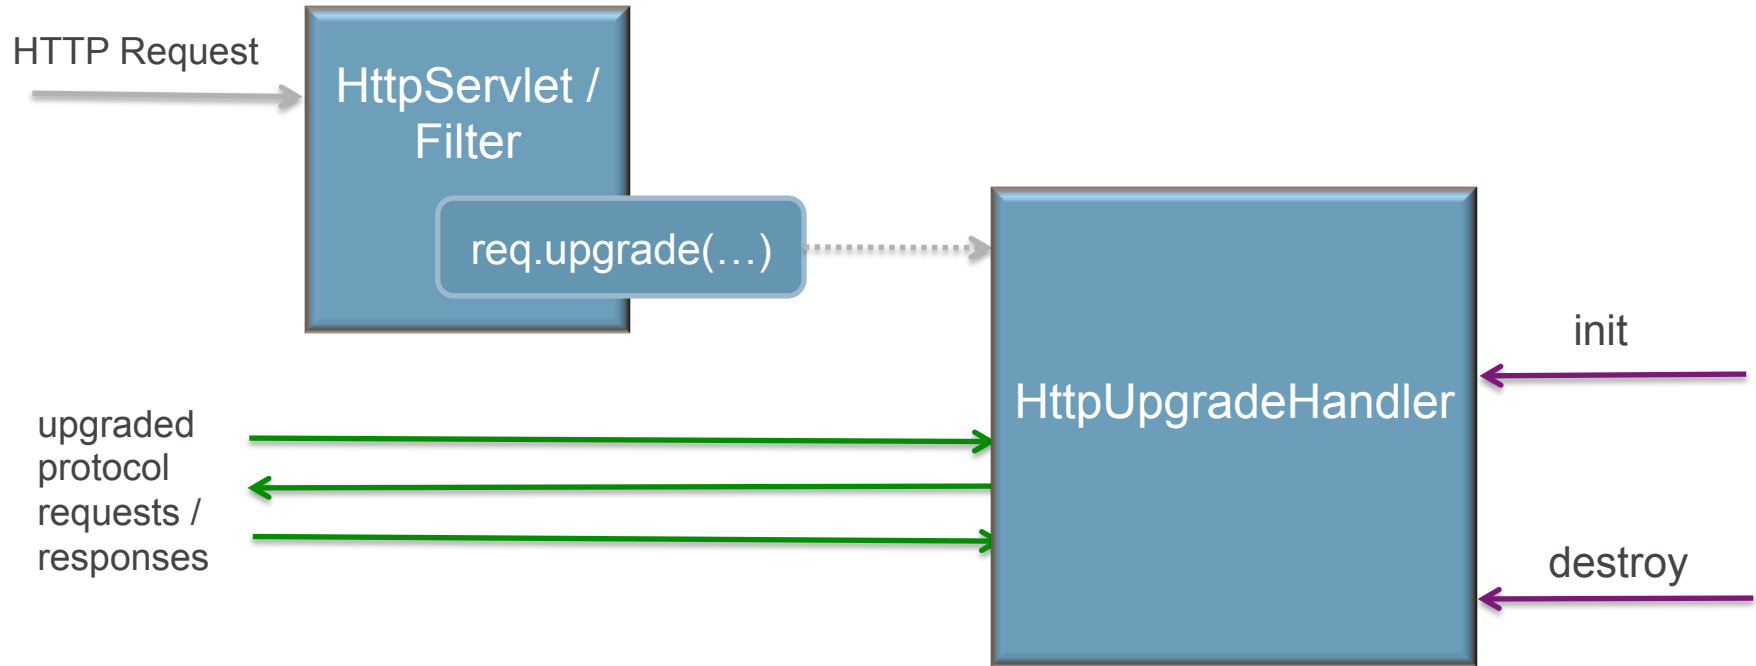 HTTP Request
HttpServlet /
Filter
req.upgrade(…)
init
HttpUpgradeHandler
upgraded
protocol
requests /
responses
destroy